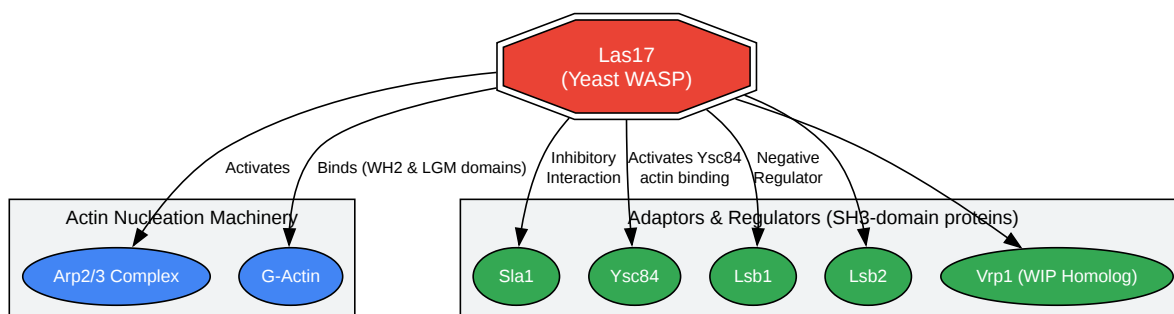 Las17
(Yeast WASP)
Activates
Binds (WH2 & LGM domains)
Inhibitory
Interaction
Activates Ysc84
actin binding
Negative
Regulator
Actin Nucleation Machinery
Adaptors & Regulators (SH3-domain proteins)
Arp2/3 Complex
G-Actin
Sla1
Ysc84
Lsb1
Lsb2
Vrp1 (WIP Homolog)